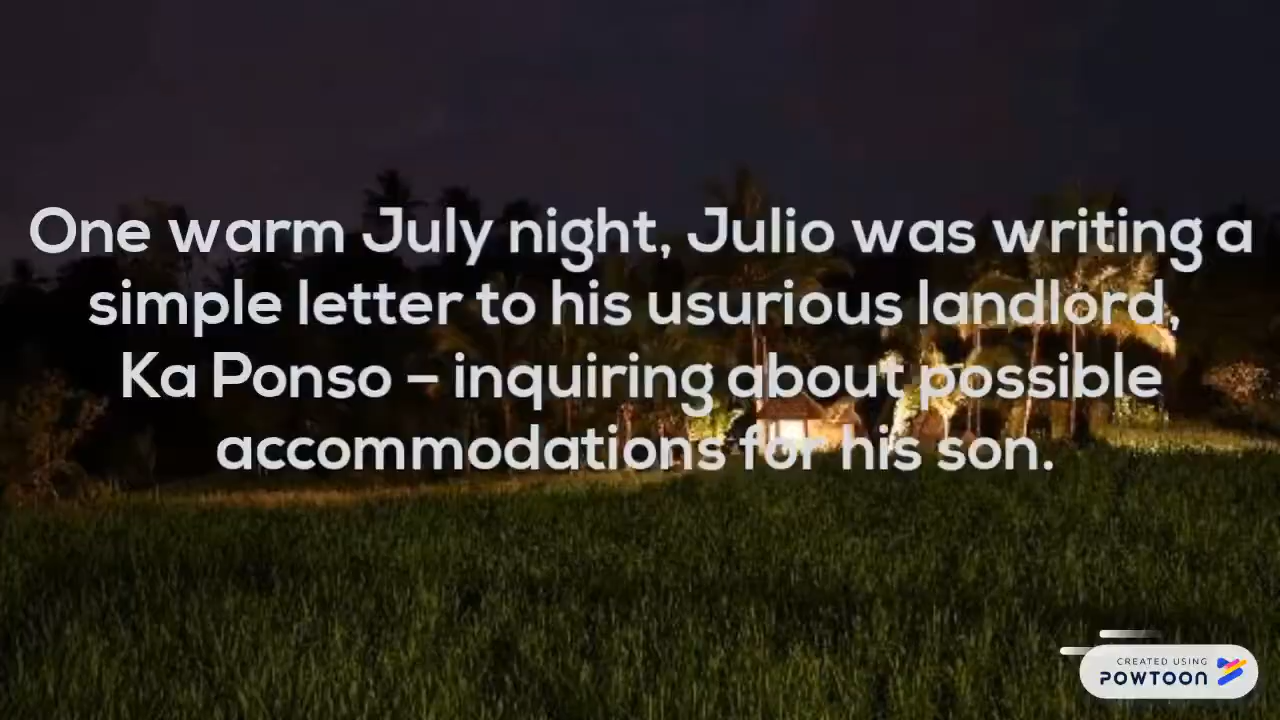 One warm July night, Julio was writing a
simple letter to his usurious landlord,
Ka Ponso – inquiring about possible
accommodations for his son.
CREATED USING
POWTOON